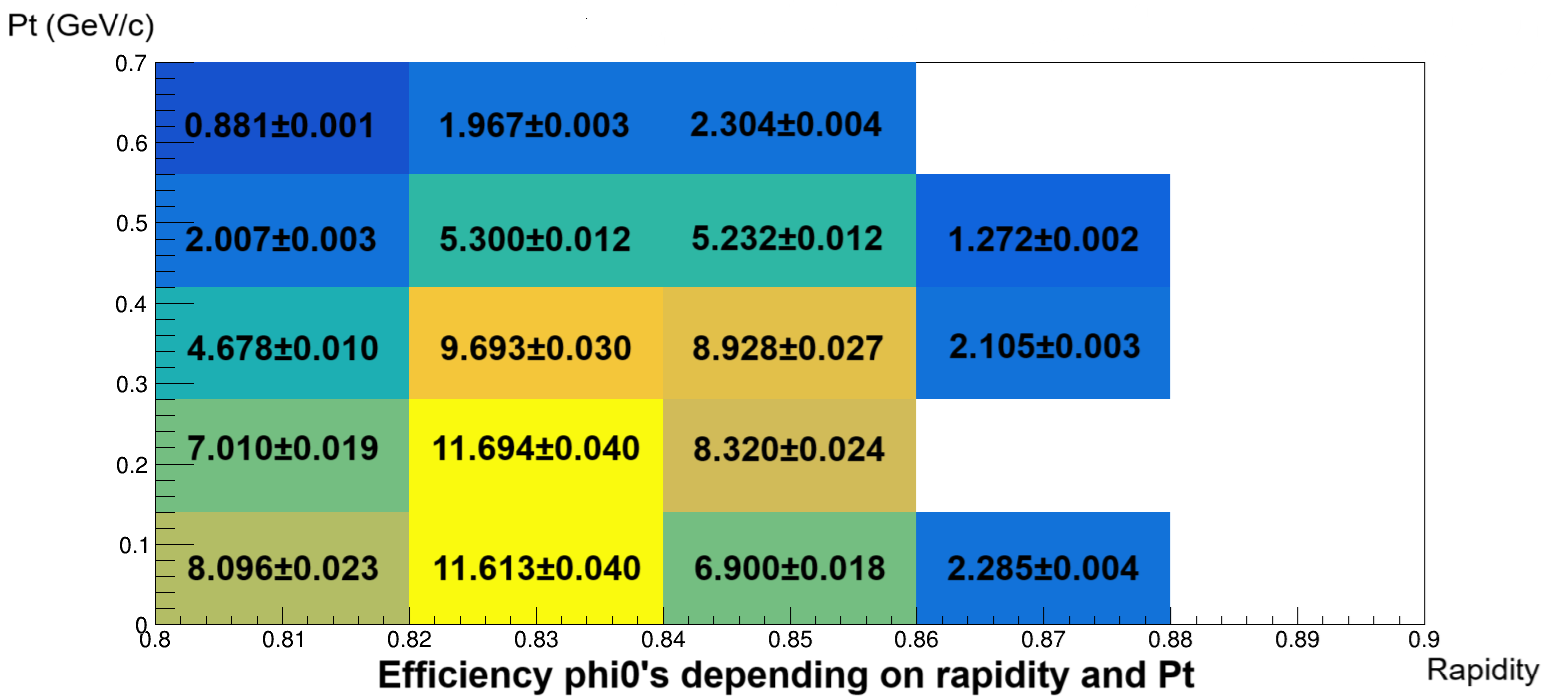 Pt (GeV/c)
0.7
0.881±0.001 1.967±0.003 2.304±0.004
0.6
0.5
2.007±0.003 5.300±0.012 5.232±0.012 1.272±0.002
0.4
4.678±0.010 9.693±0.030 8.928±0.027 2.105±0.003
0.3
7.010±0.019 11.694±0.040 8.320±0.024
0.2
0.1
8.096±0.023 11.613±0.040 6.900±0.018 2.285±0.004
0
0.8 0.81 0.82 0.83 0.84 0.85 0.86 0.87 0.88 0.89 0.9
Efficiency phi0's depending on rapidity and Pt
Rapidity